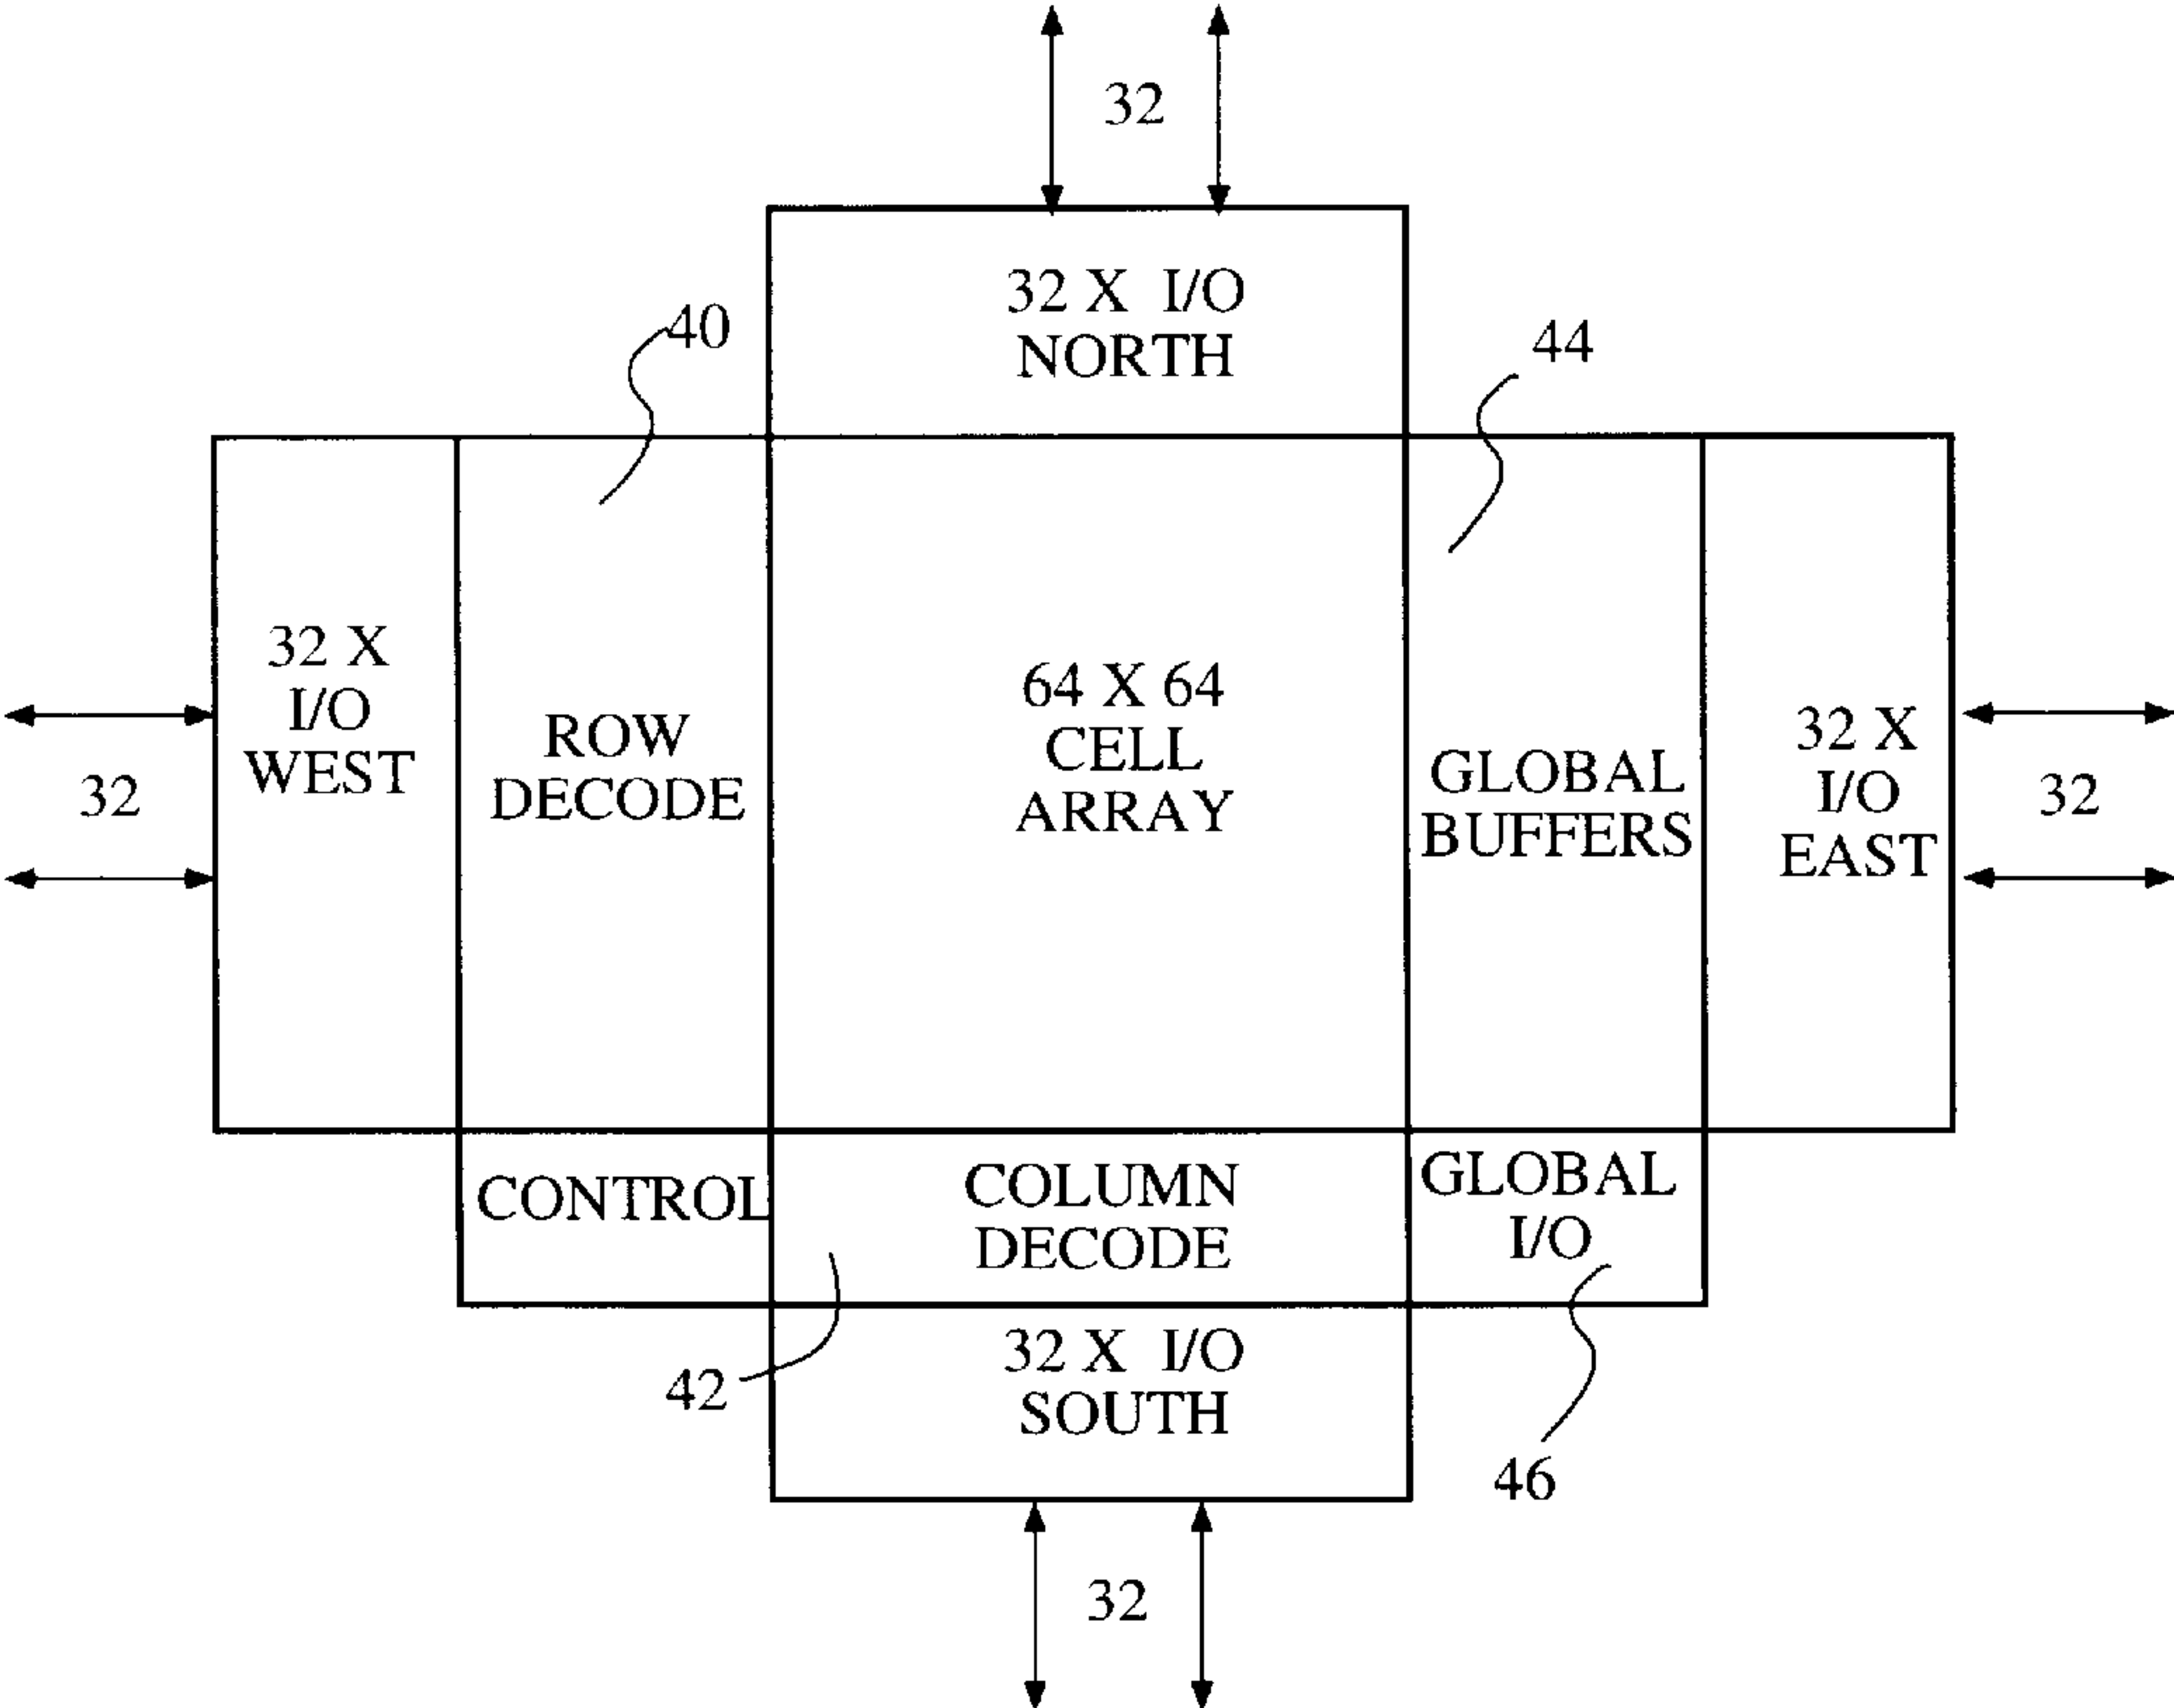 32
32 X I/O
NORTH
40
44
32 X
I/O
WEST
32
ROW
DECODE
64 X 64
CELL
ARRAY
GLOBAL
BUFFERS
32 X
I/O
EAST
32
CONTROL
COLUMN
DECODE
GLOBAL
I/O
42
32 X I/O
SOUTH
46
32